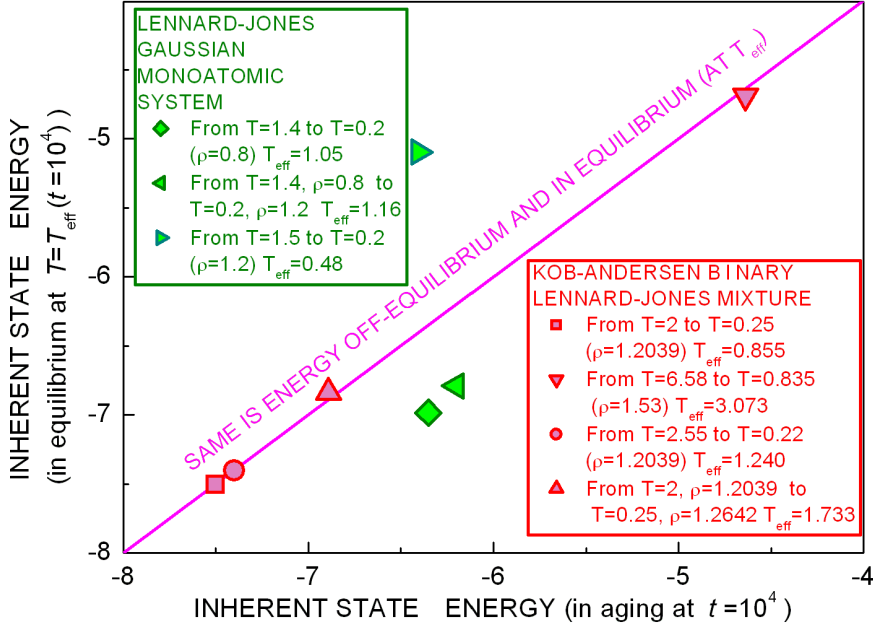 LENNARD-JONES
GAUSSIAN
MONOATOMIC
SYSTEM
From T=1.4 to T=0.2
(ρ=0.8) T_eff=1.05
From T=1.4, ρ=0.8 to
T=0.2, ρ=1.2 T_eff=1.16
From T=1.5 to T=0.2
(ρ=1.2) T_eff=0.48
SAME IS ENERGY OFF-EQUILIBRIUM AND IN EQUILIBRIUM (AT T_eff)
KOB-ANDERSEN BINARY
LENNARD-JONES MIXTURE
From T=2 to T=0.25
(ρ=1.2039) T_eff=0.855
From T=6.58 to T=0.835
(ρ=1.53) T_eff=3.073
From T=2.55 to T=0.22
(ρ=1.2039) T_eff=1.240
From T=2, ρ=1.2039 to
T=0.25, ρ=1.2642 T_eff=1.733
INHERENT STATE ENERGY
(in equilibrium at T=T_eff (t=10^4))
-5
-6
-7
-8
-8
-7
-6
-5
-4
INHERENT STATE ENERGY (in aging at t=10^4)